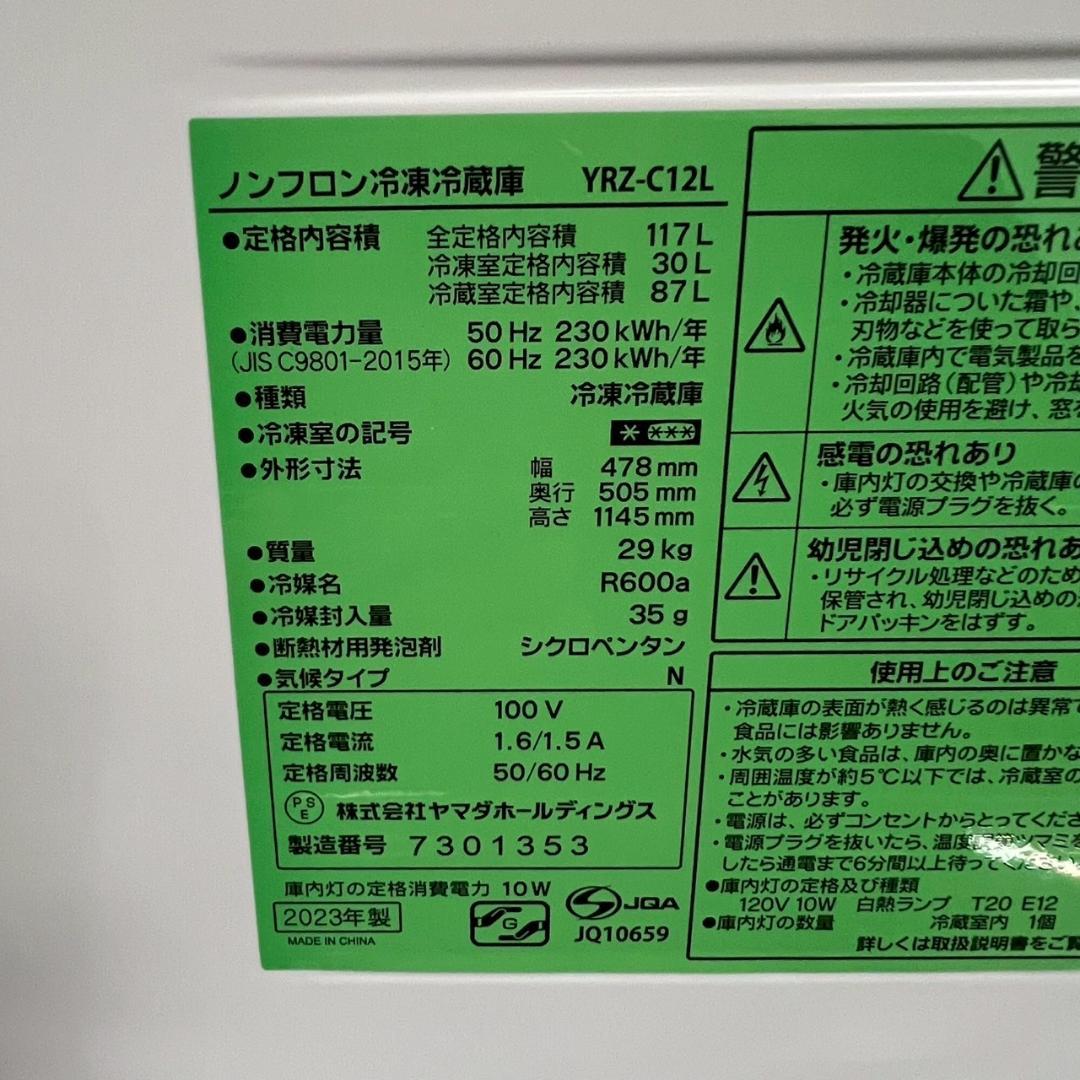 ノンフロン冷凍冷蔵庫 YRZ-C12L
●定格内容積 全定格内容積 117L
冷凍室定格内容積 30L
冷蔵室定格内容積 87L
●消費電力量 50Hz 230kWh/年
(JIS C9801-2015年) 60Hz 230kWh/年
●種類 冷凍冷蔵庫
●冷凍室の記号 * ***
●外形寸法 幅 478mm
奥行 505mm
高さ 1145mm
●質量 29kg
●冷媒名 R600a
●冷媒封入量 35g
●断熱材用発泡剤 シクロペンタン
●気候タイプ N
定格電圧 100V
定格電流 1.6/1.5A
定格周波数 50/60Hz
PSE 株式会社ヤマダホールディングス
製造番号 7301353
庫内灯の定格消費電力 10W
2023年製
MADE IN CHINA
G
JQA
JQ10659
警
発火・爆発の恐れあ
・冷蔵庫本体の冷却回
・冷却器についた霜や、
刃物などを使って取ら
・冷蔵庫内で電気製品を
・冷却回路(配管)や冷却
火気の使用を避け、窓を
感電の恐れあり
・庫内灯の交換や冷蔵庫の
必ず電源プラグを抜く。
幼児閉じ込めの恐れあ
・リサイクル処理などのため
保管され、幼児閉じ込めの
ドアパッキンをはずす。
使用上のご注意
・冷蔵庫の表面が熱く感じるのは異常で
食品には影響ありません。
・水気の多い食品は、庫内の奥に置かな
・周囲温度が約5℃以下では、冷蔵室の
ことがあります。
・電源は、必ずコンセントからとってくださ
・電源プラグを抜いたら、温度調節ツマミを
したら通電まで6分間以上待ってくだ
●庫内灯の定格及び種類
120V 10W 白熱ランプ T20 E12
●庫内灯の数量 冷蔵室内 1個
詳しくは取扱説明書をご覧